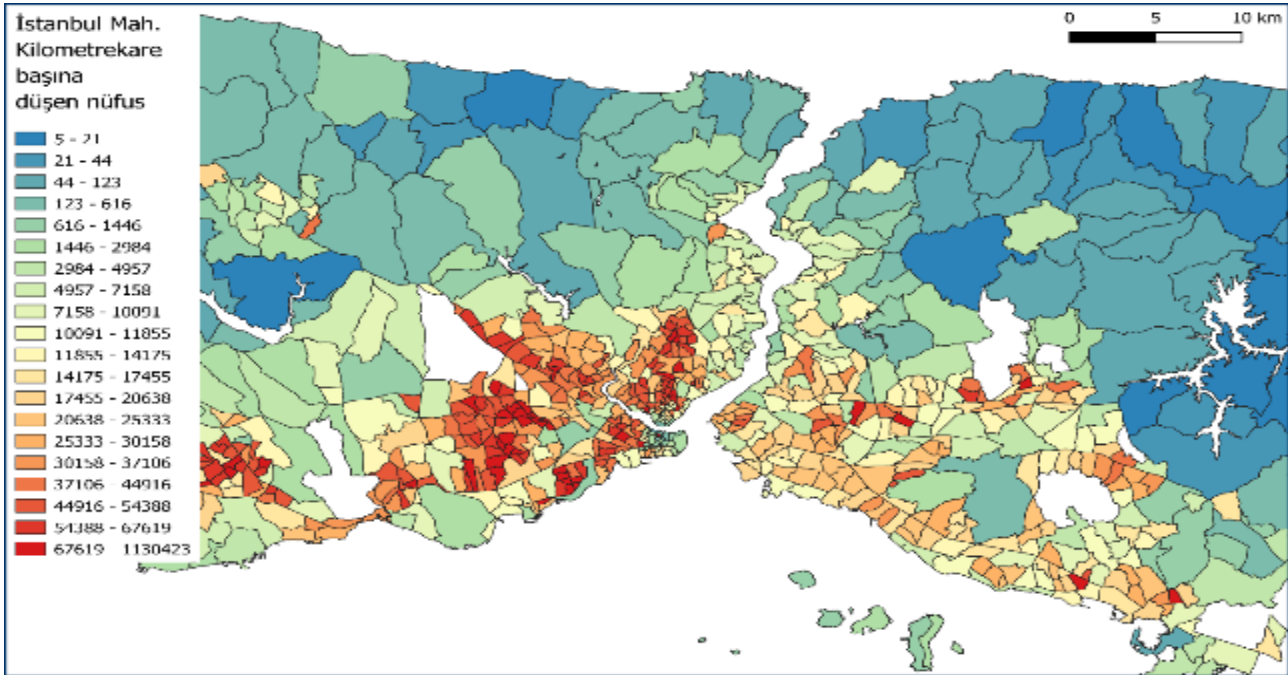 İstanbul Mah.
Kilometrekare
başına
düşen nüfus
5 - 21
21 - 44
44 - 123
123 - 616
616 - 1446
1446 - 2984
2984 - 4957
4957 - 7158
7158 - 10091
10091 - 11855
11855 - 14175
14175 - 17455
17455 - 20638
20638 - 25333
25333 - 30158
30158 - 37106
37106 - 44916
44916 - 54388
54388 - 67619
67619 1130423
0 5 10 km